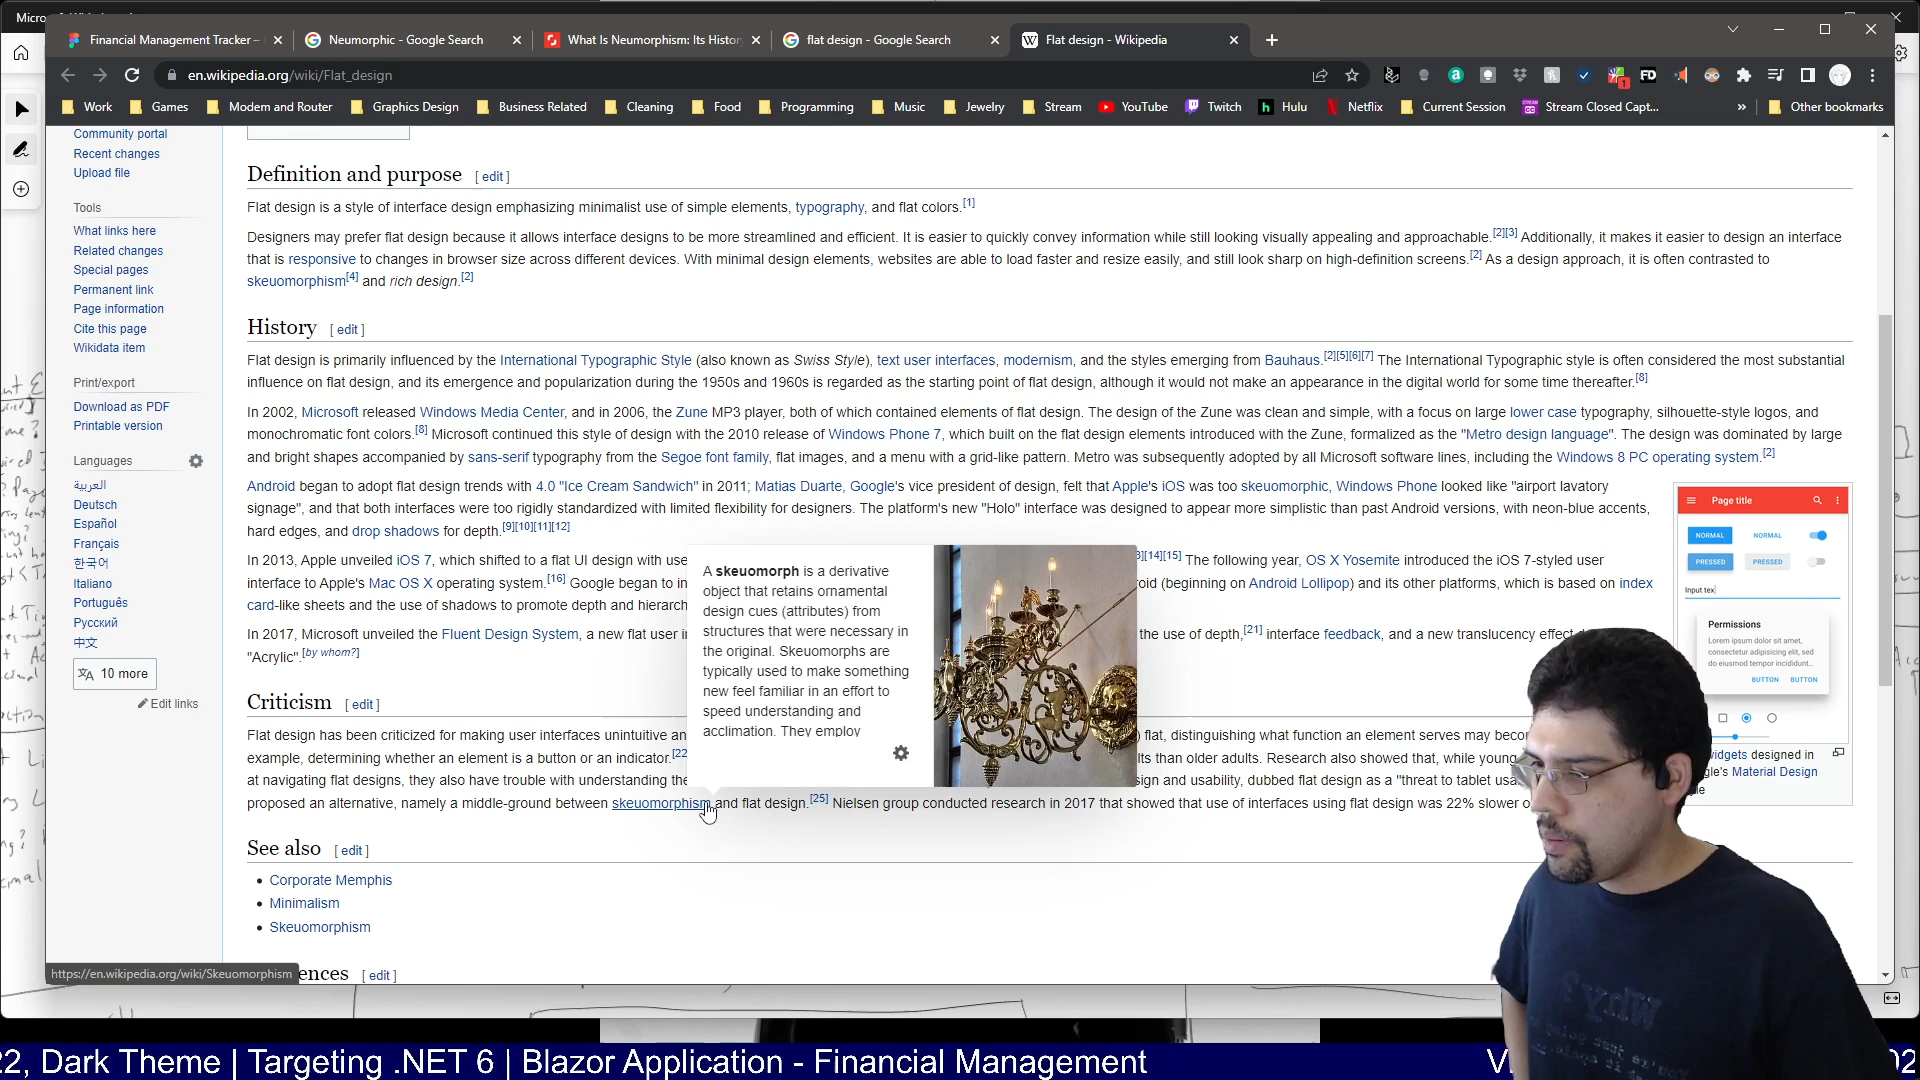 Micro
Financial Management Tracker –
Neumorphic - Google Search
What Is Neumorphism: Its Histor
flat design - Google Search
Flat design - Wikipedia
en.wikipedia.org/wiki/Flat_design
Work
Games
Modem and Router
Graphics Design
Business Related
Cleaning
Food
Programming
Music
Jewelry
Stream
YouTube
Twitch
Hulu
Netflix
Current Session
Stream Closed Capt...
»
Other bookmarks
Community portal
Recent changes
Upload file
Tools
What links here
Related changes
Special pages
Permanent link
Page information
Cite this page
Wikidata item
Print/export
Download as PDF
Printable version
Languages
العربية
Deutsch
Español
Français
한국어
Italiano
Português
Русский
中文
10 more
Edit links
Definition and purpose [ edit ]
Flat design is a style of interface design emphasizing minimalist use of simple elements, typography, and flat colors.[1]
Designers may prefer flat design because it allows interface designs to be more streamlined and efficient. It is easier to quickly convey information while still looking visually appealing and approachable.[2][3] Additionally, it makes it easier to design an interface
that is responsive to changes in browser size across different devices. With minimal design elements, websites are able to load faster and resize easily, and still look sharp on high-definition screens.[2] As a design approach, it is often contrasted to
skeuomorphism[4] and rich design.[2]
History [ edit ]
Flat design is primarily influenced by the International Typographic Style (also known as Swiss Style), text user interfaces, modernism, and the styles emerging from Bauhaus.[2][5][6][7] The International Typographic style is often considered the most substantial
influence on flat design, and its emergence and popularization during the 1950s and 1960s is regarded as the starting point of flat design, although it would not make an appearance in the digital world for some time thereafter.[8]
In 2002, Microsoft released Windows Media Center, and in 2006, the Zune MP3 player, both of which contained elements of flat design. The design of the Zune was clean and simple, with a focus on large lower case typography, silhouette-style logos, and
monochromatic font colors.[8] Microsoft continued this style of design with the 2010 release of Windows Phone 7, which built on the flat design elements introduced with the Zune, formalized as the "Metro design language". The design was dominated by large
and bright shapes accompanied by sans-serif typography from the Segoe font family, flat images, and a menu with a grid-like pattern. Metro was subsequently adopted by all Microsoft software lines, including the Windows 8 PC operating system.[2]
Android began to adopt flat design trends with 4.0 "Ice Cream Sandwich" in 2011; Matias Duarte, Google's vice president of design, felt that Apple's iOS was too skeuomorphic, Windows Phone looked like "airport lavatory
signage", and that both interfaces were too rigidly standardized with limited flexibility for designers. The platform's new "Holo" interface was designed to appear more simplistic than past Android versions, with neon-blue accents,
hard edges, and drop shadows for depth.[9][10][11][12]
In 2013, Apple unveiled iOS 7, which shifted to a flat UI design with use 3][14][15] The following year, OS X Yosemite introduced the iOS 7-styled user
interface to Apple's Mac OS X operating system.[16] Google began to in roid (beginning on Android Lollipop) and its other platforms, which is based on index
card-like sheets and the use of shadows to promote depth and hierarch
In 2017, Microsoft unveiled the Fluent Design System, a new flat user in the use of depth,[21] interface feedback, and a new translucency effect
"Acrylic".[by whom?]
A skeuomorph is a derivative
object that retains ornamental
design cues (attributes) from
structures that were necessary in
the original. Skeuomorphs are
typically used to make something
new feel familiar in an effort to
speed understanding and
acclimation. They employ
Page title
NORMAL
NORMAL
PRESSED
PRESSED
Input tex
Permissions
Lorem ipsum dolor sit amet,
consectetur adipisicing elit, sed
do eiusmod tempor incididunt...
BUTTON BUTTON
widgets designed in
gle's Material Design
Criticism [ edit ]
Flat design has been criticized for making user interfaces unintuitive an ) flat, distinguishing what function an element serves may beco
example, determining whether an element is a button or an indicator.[22 lts than older adults. Research also showed that, while young
at navigating flat designs, they also have trouble with understanding the sign and usability, dubbed flat design as a "threat to tablet usa
proposed an alternative, namely a middle-ground between skeuomorphism and flat design.[25] Nielsen group conducted research in 2017 that showed that use of interfaces using flat design was 22% slower o
See also [ edit ]
Corporate Memphis
Minimalism
Skeuomorphism
https://en.wikipedia.org/wiki/Skeuomorphism
ences [ edit ]
22, Dark Theme | Targeting .NET 6 | Blazor Application - Financial Management